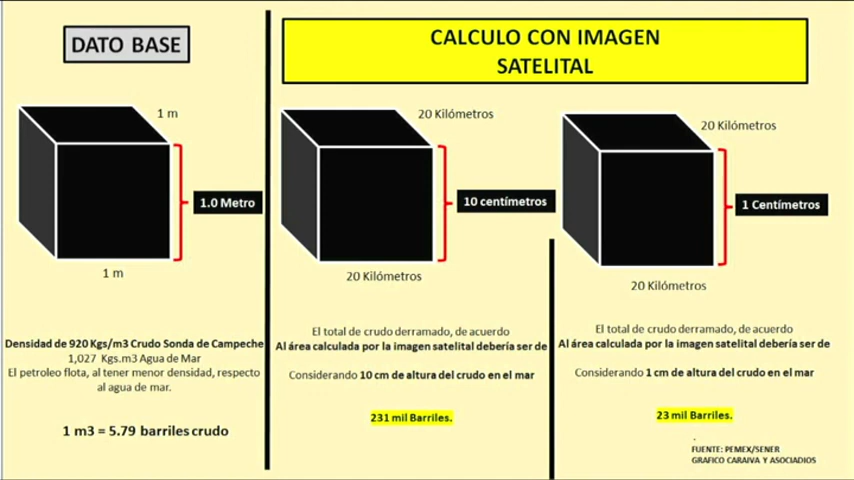 DATO BASE
1 m
1.0 Metro
1 m
Densidad de 920 Kgs/m3 Crudo Sonda de Campeche
1,027 Kgs.m3 Agua de Mar
El petroleo flota, al tener menor densidad, respecto
al agua de mar.
1 m3 = 5.79 barriles crudo
CALCULO CON IMAGEN
SATELITAL
20 Kilómetros
10 centímetros
20 Kilómetros
El total de crudo derramado, de acuerdo
Al área calculada por la imagen satelital debería ser de
Considerando 10 cm de altura del crudo en el mar
231 mil Barriles.
20 Kilómetros
1 Centímetros
20 Kilómetros
El total de crudo derramado, de acuerdo
Al área calculada por la imagen satelital debería ser de
Considerando 1 cm de altura del crudo en el mar
23 mil Barriles.
.
FUENTE: PEMEX/SENER
GRAFICO CARAIVA Y ASOCIADIOS